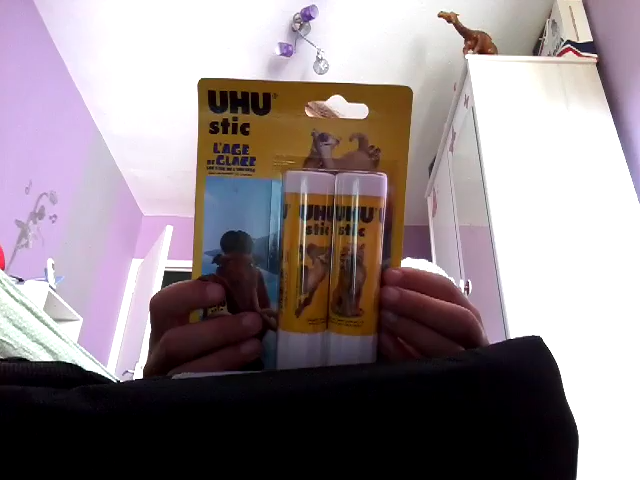 UHU
stic
L'AGE
DE GLACE
UHU UHU
stic stic